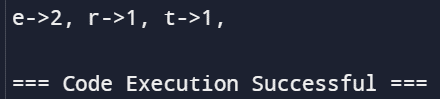 e->2, r->1, t->1,
=== Code Execution Successful ===